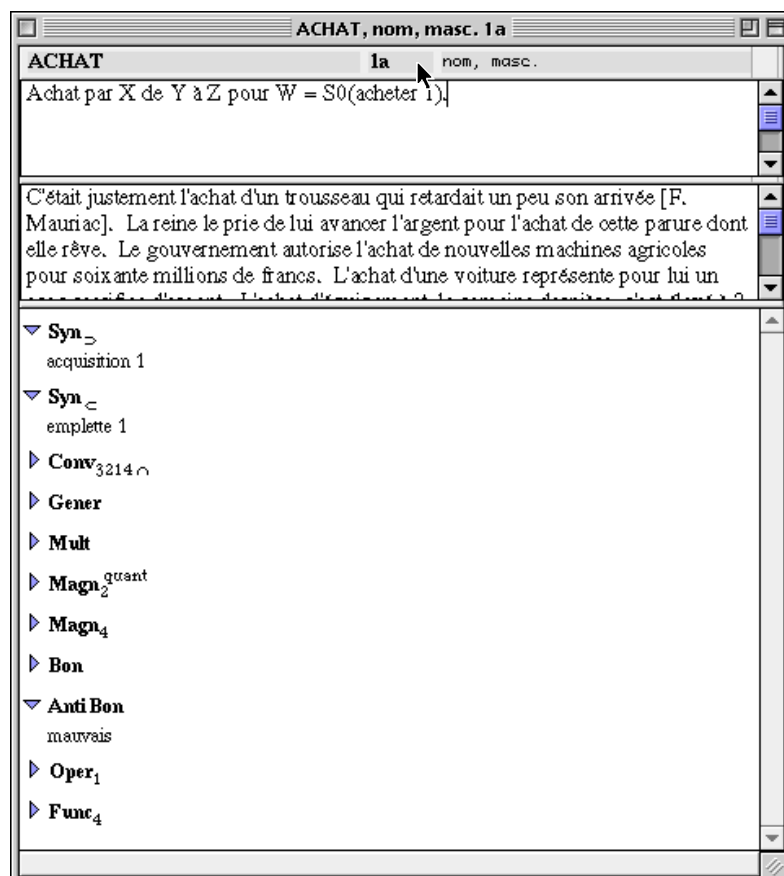 ACHAT, nom, masc. 1a
ACHAT 1a nom, masc.
Achat par X de Y à Z pour W = S0(acheter 1).
C'était justement l'achat d'un trousseau qui retardait un peu son arrivée [F.
Mauriac]. La reine le prie de lui avancer l'argent pour l'achat de cette parure dont
elle rêve. Le gouvernement autorise l'achat de nouvelles machines agricoles
pour soixante millions de francs. L'achat d'une voiture représente pour lui un
Syn⊃
acquisition 1
Syn⊂
emplette 1
Conv3214∩
Gener
Mult
Magn2quant
Magn4
Bon
AntiBon
mauvais
Oper1
Func4